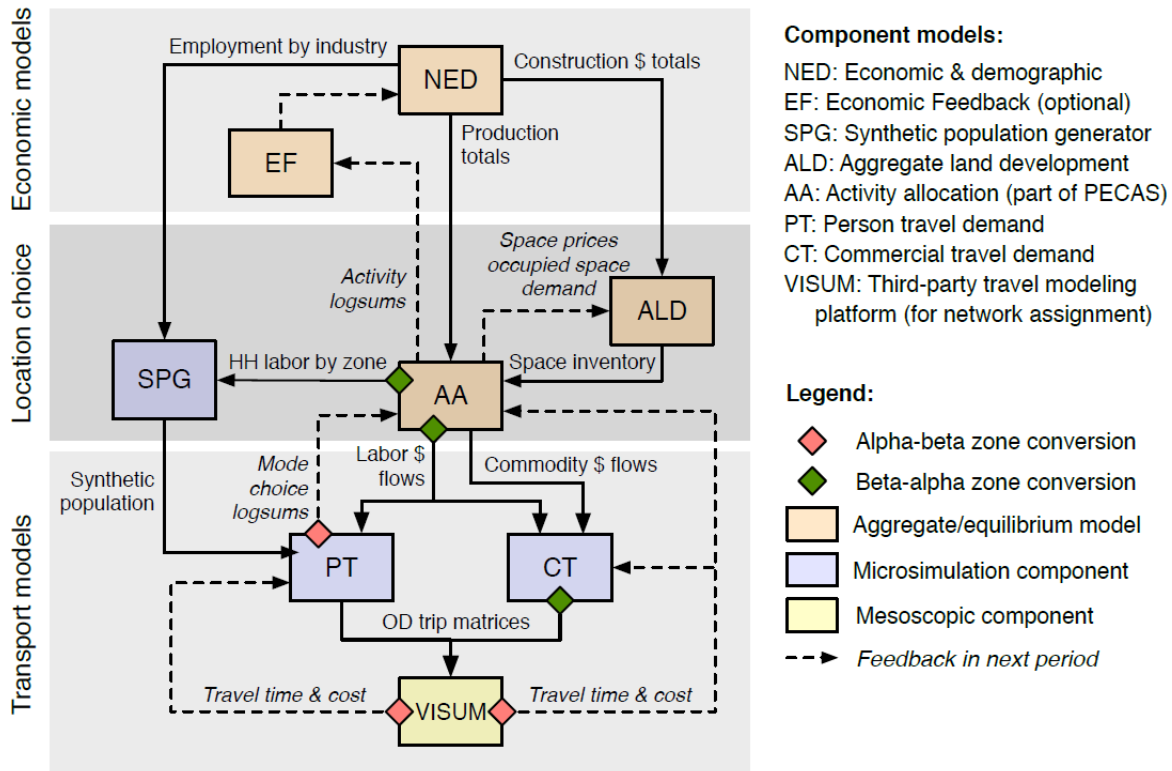 Economic models
Location choice
Transport models
Employment by industry
NED
Construction $ totals
EF
Production
totals
Activity
logsums
Space prices
occupied space
demand
ALD
SPG
HH labor by zone
AA
Space inventory
Synthetic
population
Mode
choice
logsums
Labor $
flows
Commodity $ flows
PT
CT
OD trip matrices
Travel time & cost
VISUM
Travel time & cost
Component models:
NED: Economic & demographic
EF: Economic Feedback (optional)
SPG: Synthetic population generator
ALD: Aggregate land development
AA: Activity allocation (part of PECAS)
PT: Person travel demand
CT: Commercial travel demand
VISUM: Third-party travel modeling
platform (for network assignment)
Legend:
Alpha-beta zone conversion
Beta-alpha zone conversion
Aggregate/equilibrium model
Microsimulation component
Mesoscopic component
Feedback in next period